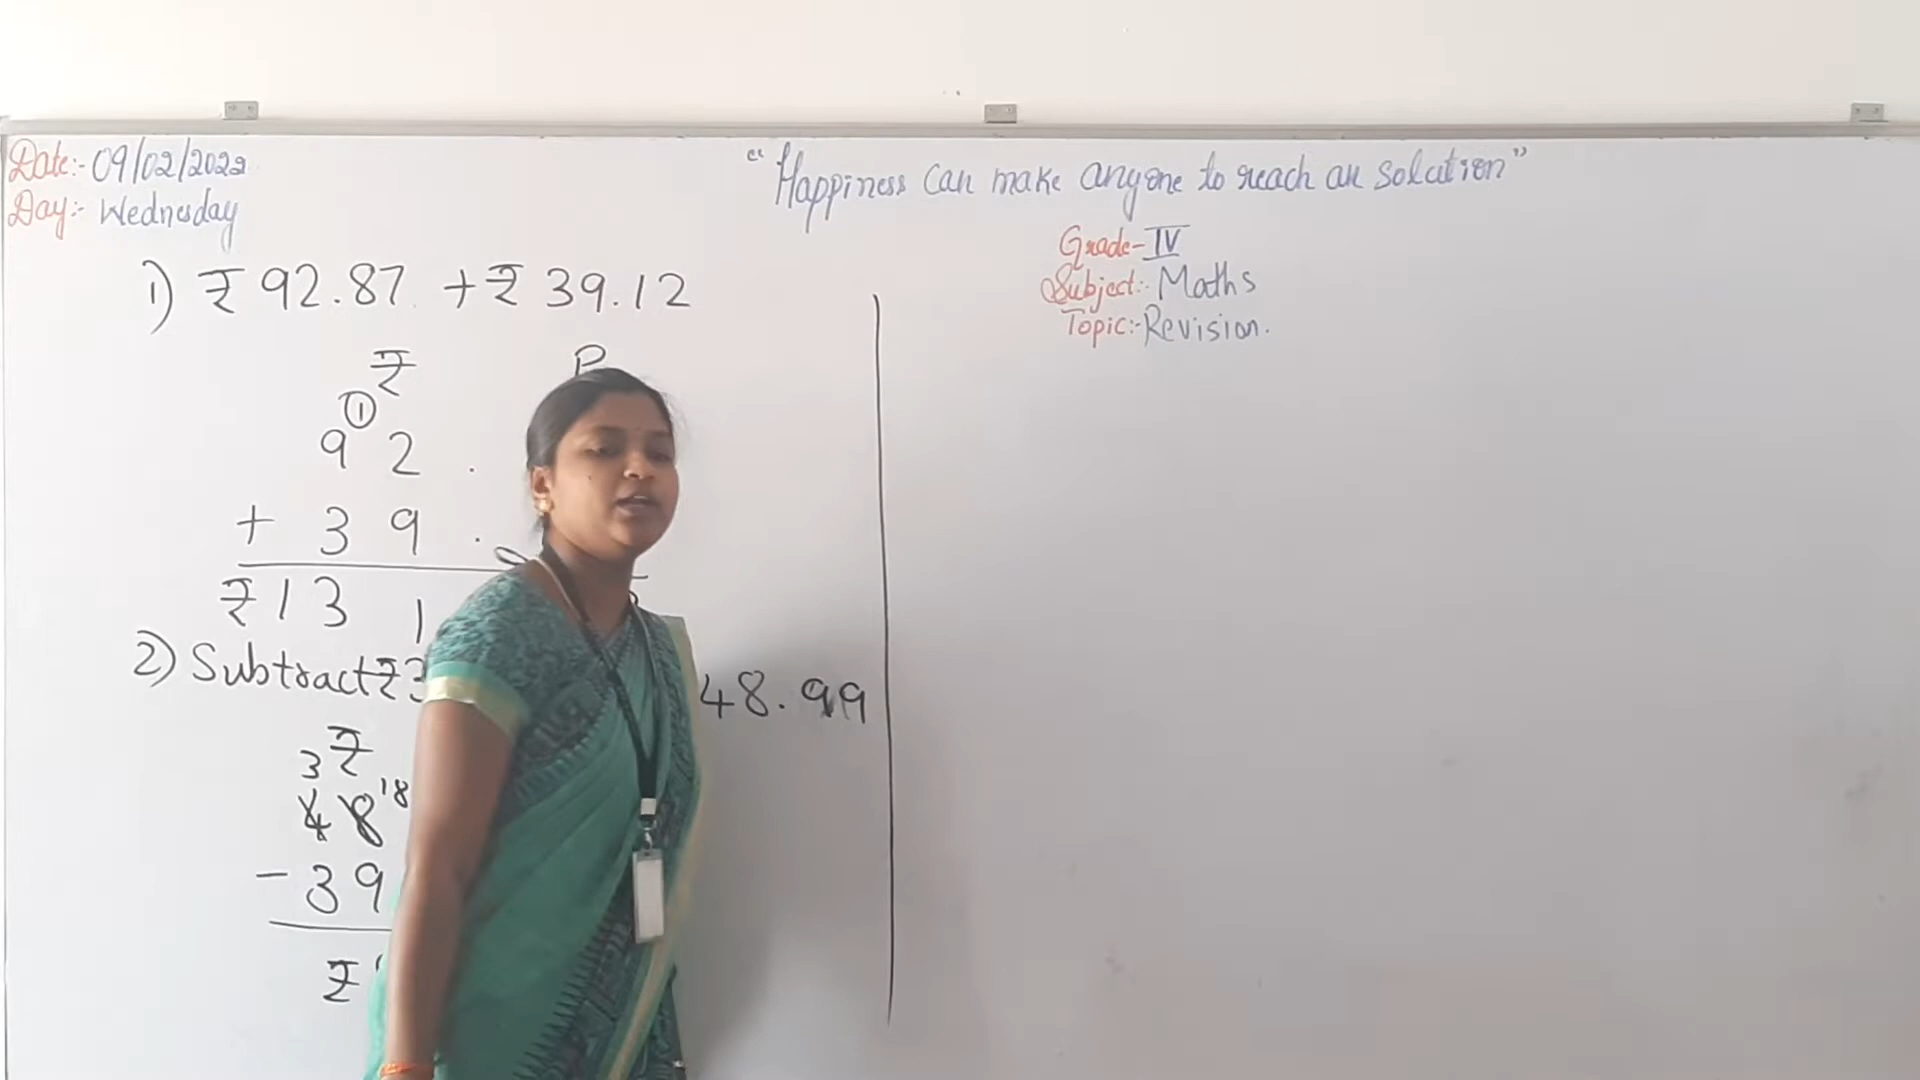 Date:- 09/02/2022
Day:- Wednesday
"Happiness can make anyone to reach an solution"
Grade- IV
Subject:- Maths
Topic:- Revision.
1) ₹ 92.87 + ₹ 39.12
₹ P
1
9 2 .
+ 3 9 .
₹ 1 3 1
2) Subtract ₹3 48.99
₹
3 18
4 8
- 3 9
₹